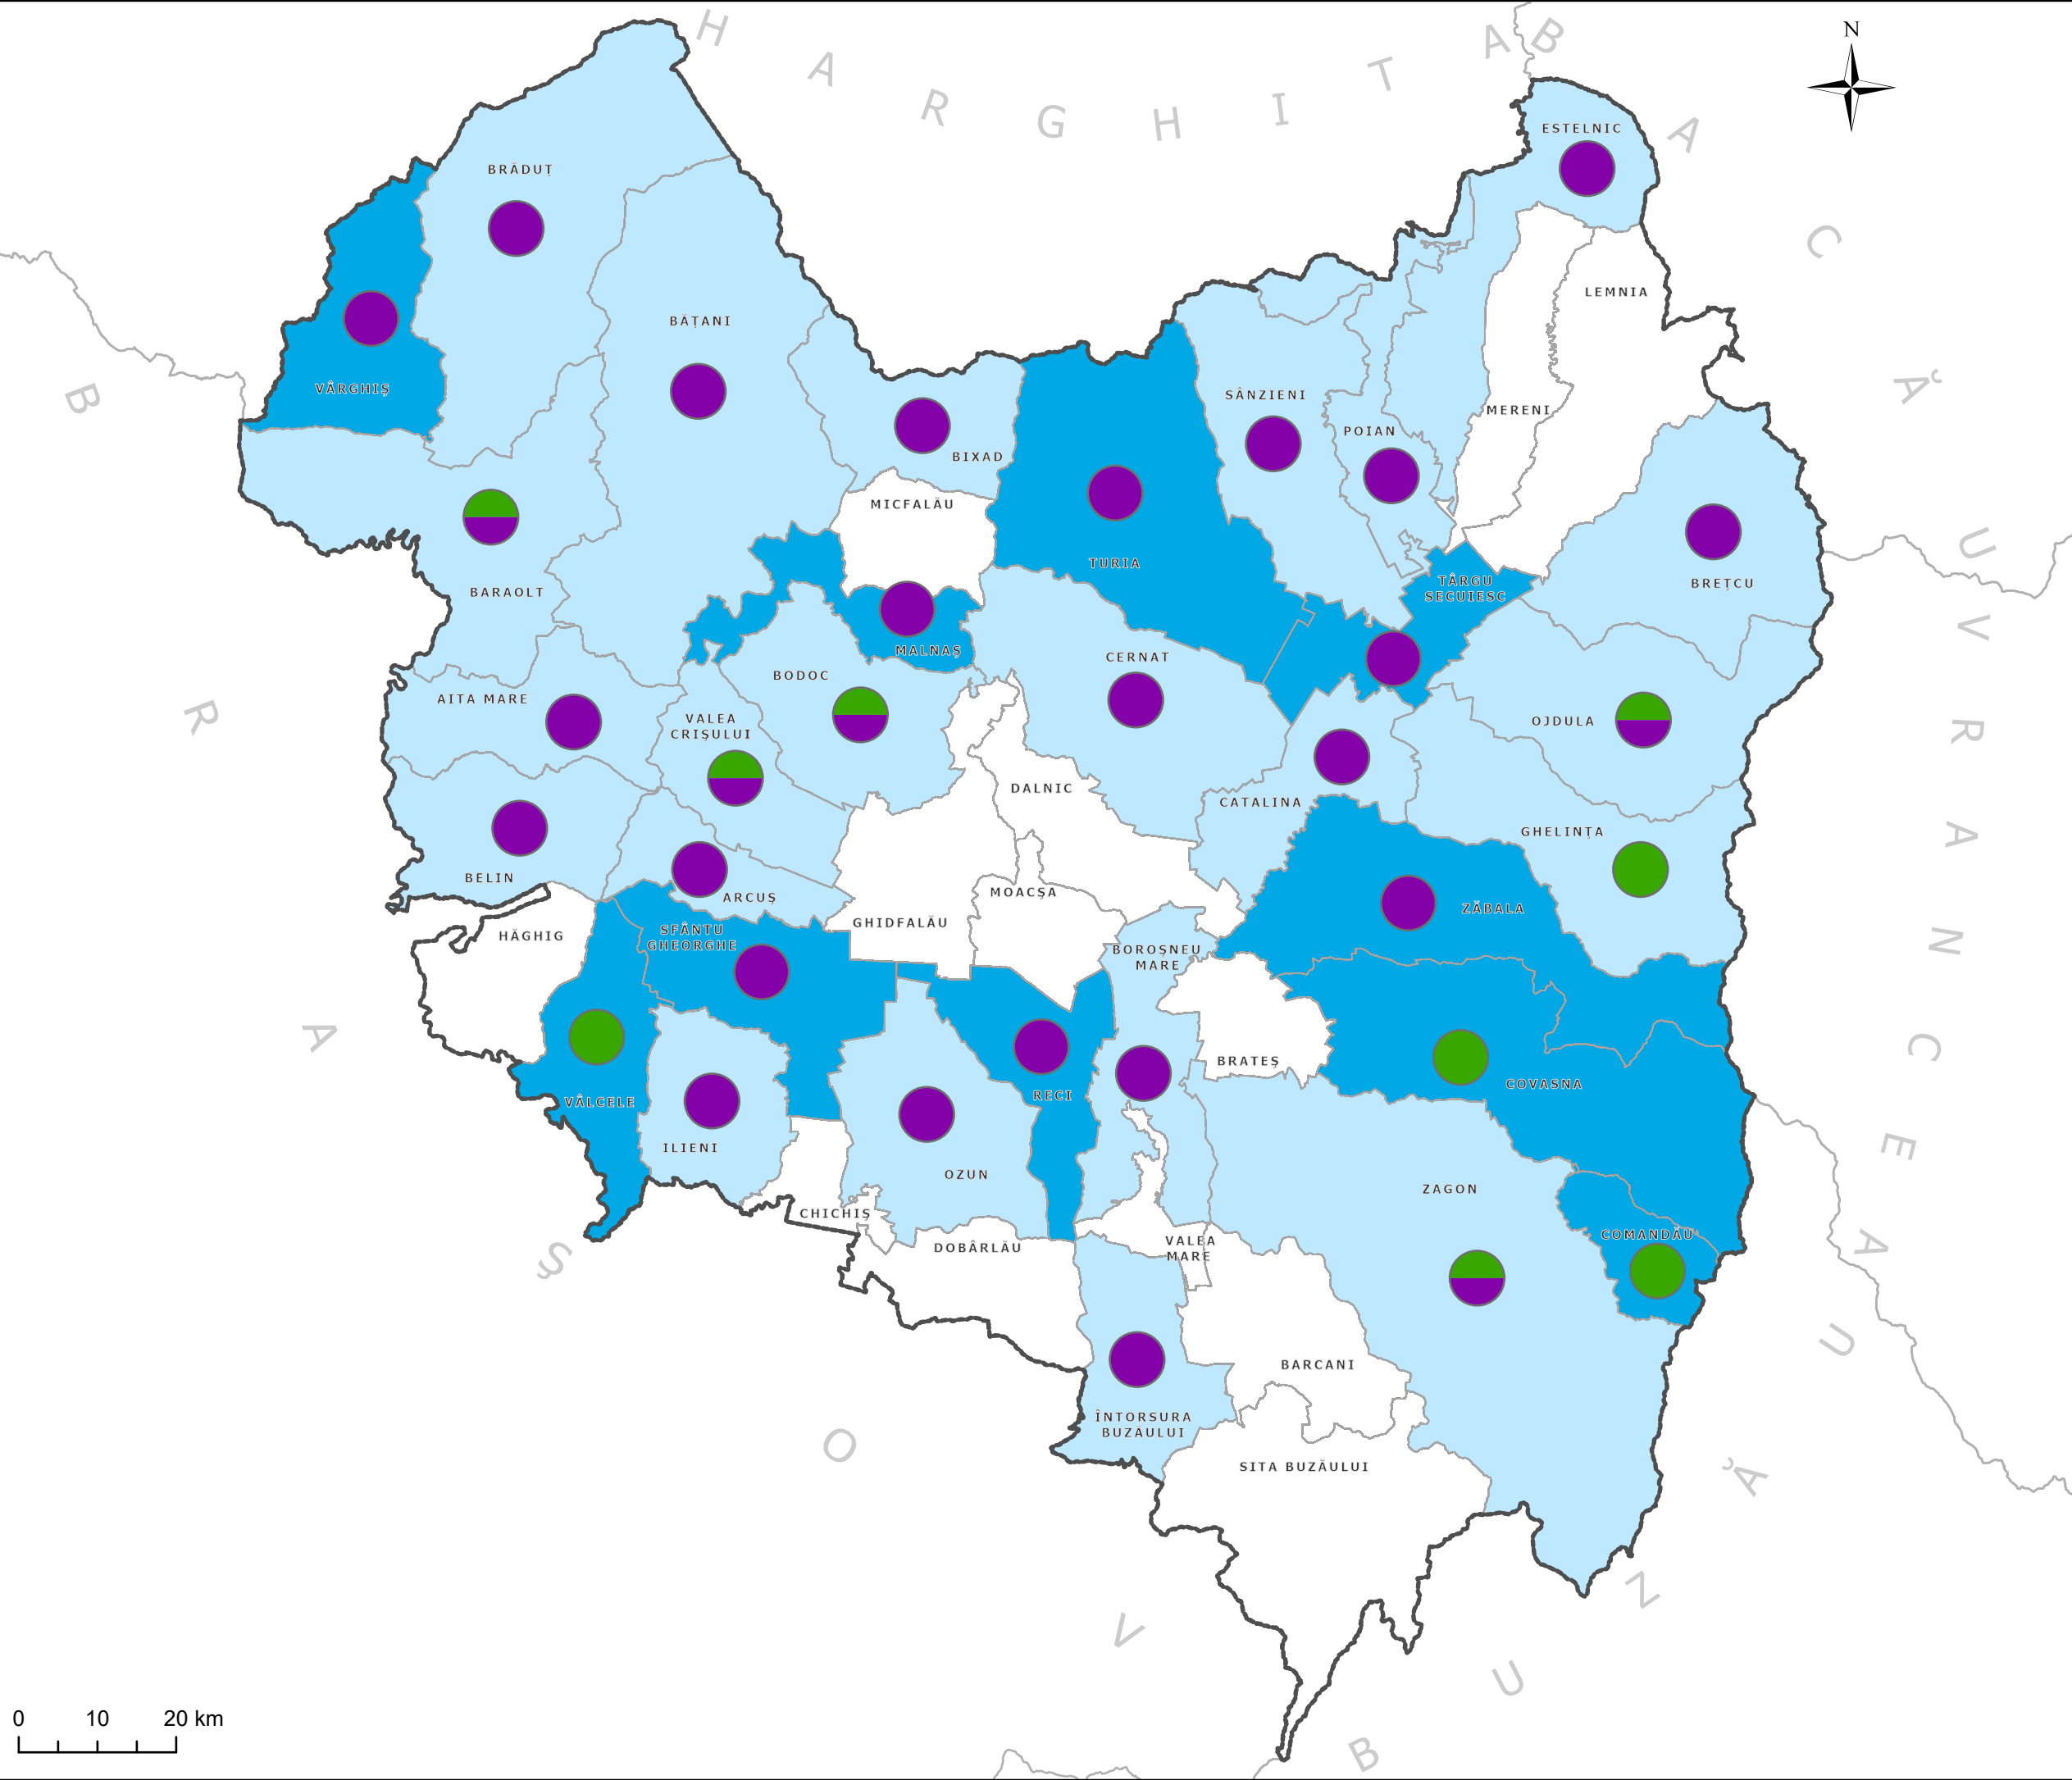 N
HARGHITA
BACĂU
VRANCEA
BUZĂU
BRAȘOV
ESTELNIC
BRĂDUȚ
LEMNIA
BĂȚANI
VÂRGHIȘ
SÂNZIENI
MERENI
POIAN
BIXAD
MICFALĂU
TURIA
TÂRGU
SECUIESC
BREȚCU
BARAOLT
MALNAȘ
CERNAT
BODOC
AITA MARE
VALEA
CRIȘULUI
OJDULA
DALNIC
CATALINA
GHELINȚA
BELIN
ARCUȘ
MOACȘA
ZĂBALA
GHIDFALĂU
HĂGHIG
SFÂNTU
GHEORGHE
BOROȘNEU
MARE
BRATEȘ
COVASNA
RECI
VÂLCELE
ILIENI
OZUN
ZAGON
CHICHIȘ
COMANDĂU
DOBÂRLĂU
VALEA
MARE
BARCANI
ÎNTORSURA
BUZĂULUI
SITA BUZĂULUI
0 10 20 km